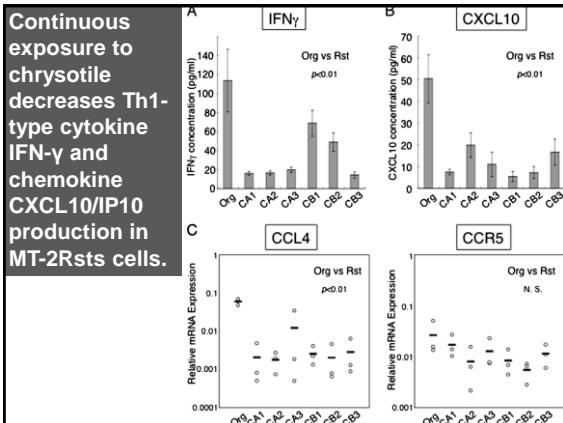 Continuous
exposure to
chrysotile
decreases Th1-
type cytokine
IFN-γ and
chemokine
CXCL10/IP10
production in
MT-2Rsts cells.
A
IFNγ
Org vs Rst
p<0.01
IFNγ concentration (pg/ml)
160
140
120
100
80
60
40
20
0
Org CA1 CA2 CA3 CB1 CB2 CB3
B
CXCL10
Org vs Rst
p<0.01
CXCL10 concentration (pg/ml)
70
60
50
40
30
20
10
0
Org CA1 CA2 CA3 CB1 CB2 CB3
C
CCL4
Org vs Rst
p<0.01
Relative mRNA Expression
1
0.1
0.01
0.001
0.0001
Org CA1 CA2 CA3 CB1 CB2 CB3
CCR5
Org vs Rst
N. S.
Relative mRNA Expression
1
0.1
0.01
0.001
Org CA1 CA2 CA3 CB1 CB2 CB3